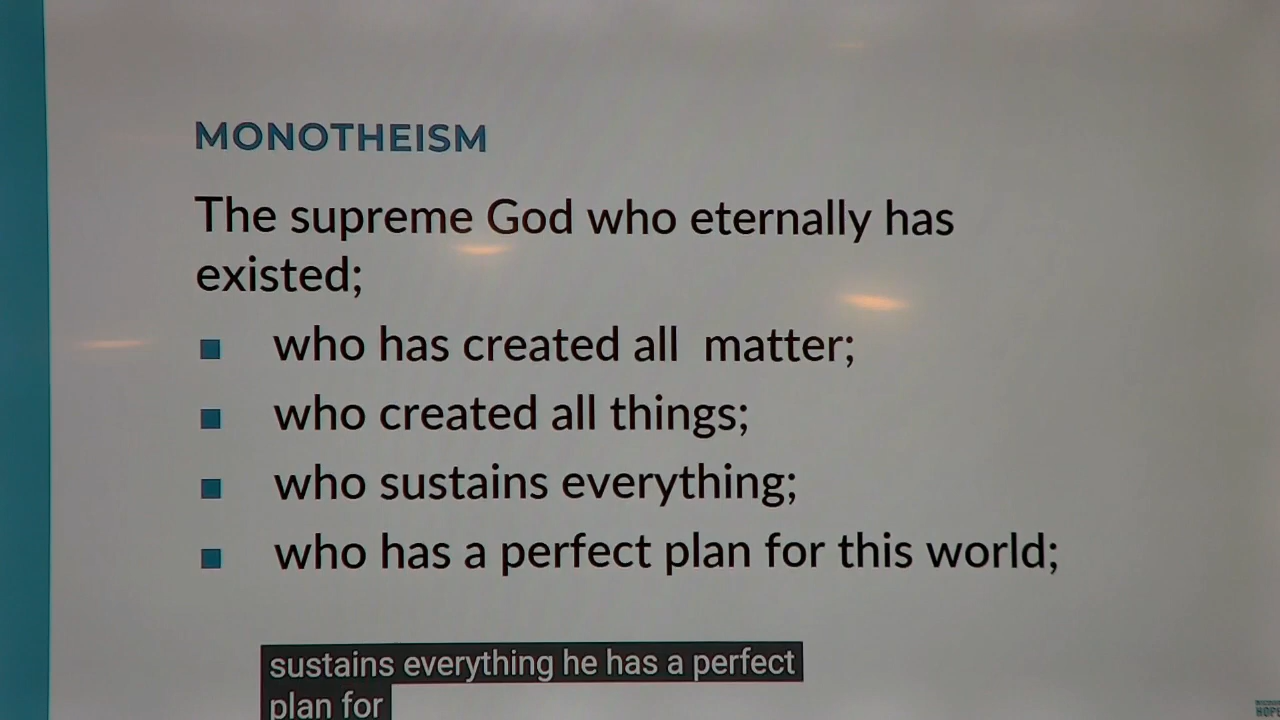 MONOTHEISM
The supreme God who eternally has
existed;
who has created all matter;
who created all things;
who sustains everything;
who has a perfect plan for this world;
sustains everything he has a perfect
plan for
HOPE